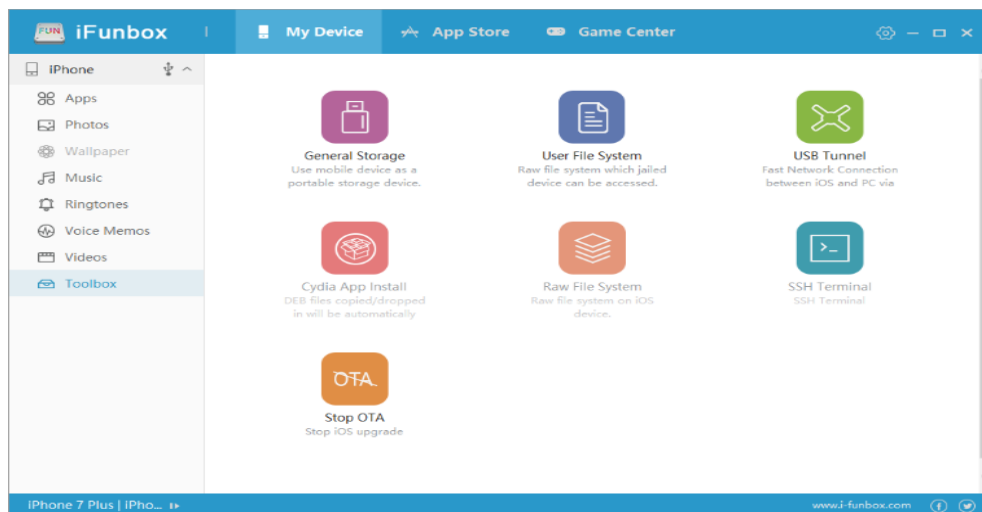 FUN iFunbox My Device App Store Game Center
iPhone
Apps
Photos
Wallpaper
Music
Ringtones
Voice Memos
Videos
Toolbox
General Storage
Use mobile device as a
portable storage device.
User File System
Raw file system which jailed
device can be accessed.
USB Tunnel
Fast Network Connection
between iOS and PC via
Cydia App Install
DEB files copied/dropped
in will be automatically
Raw File System
Raw file system on iOS
device.
SSH Terminal
SSH Terminal
OTA
Stop OTA
Stop iOS upgrade
iPhone 7 Plus | iPho... www.i-funbox.com